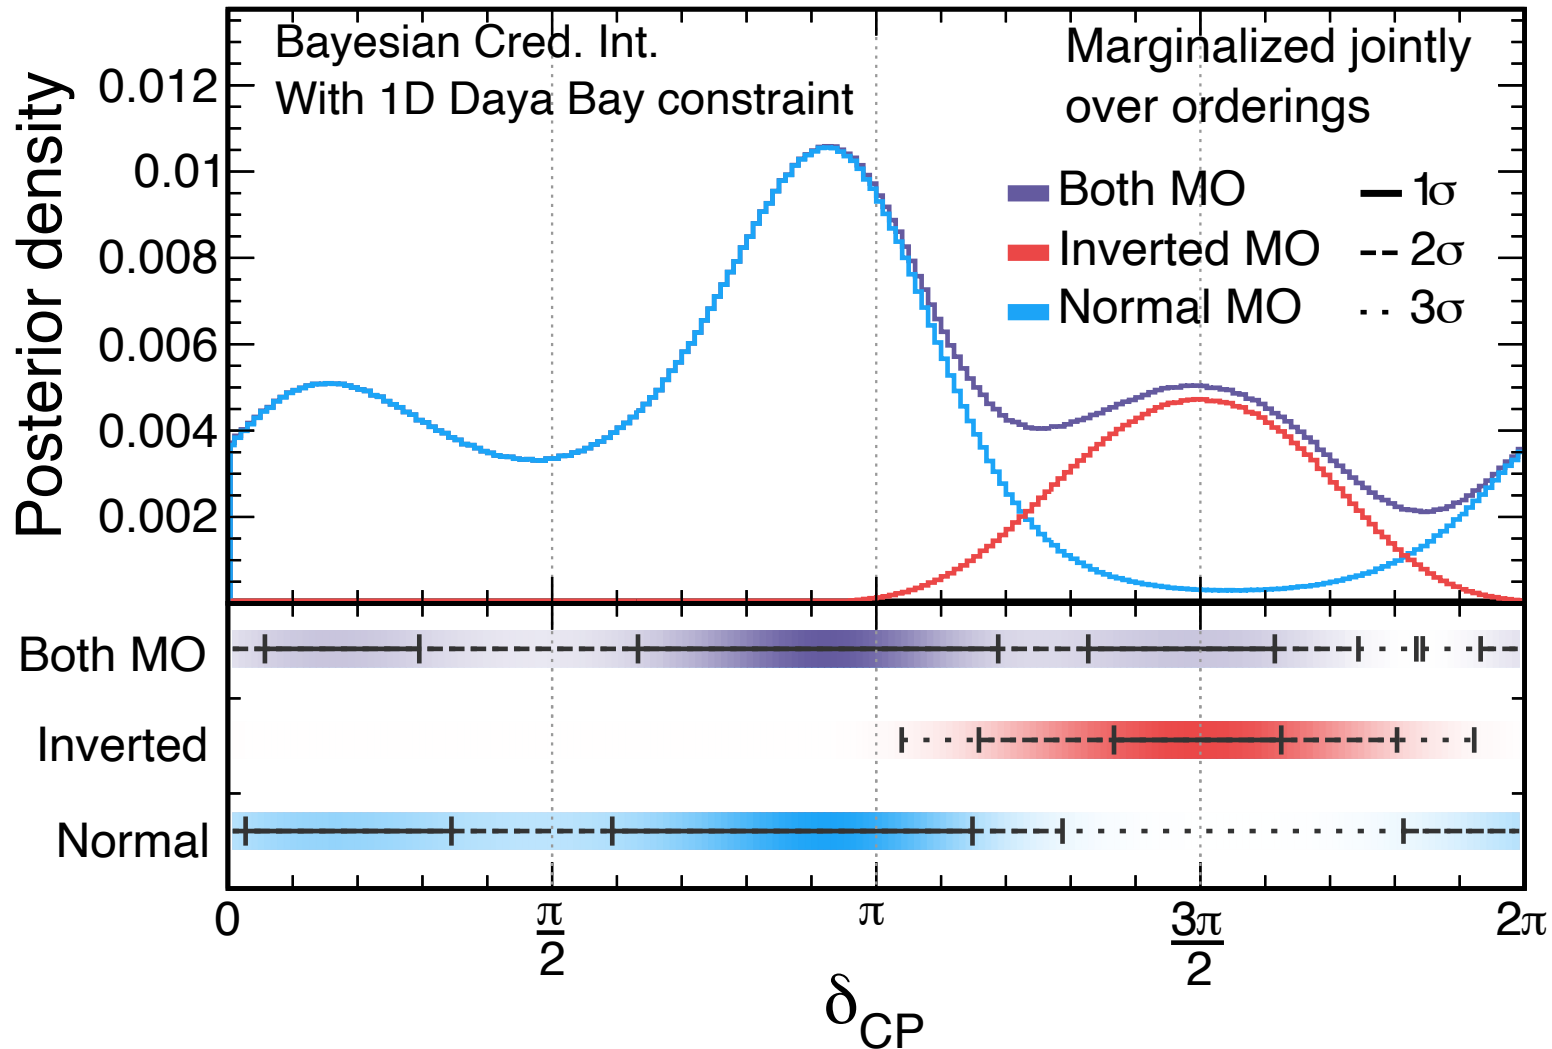 Bayesian Cred. Int.
With 1D Daya Bay constraint
Marginalized jointly
over orderings
Both MO
1σ
Inverted MO
2σ
Normal MO
3σ
Posterior density
0.012
0.01
0.008
0.006
0.004
0.002
Both MO
Inverted
Normal
0
π/2
π
3π/2
2π
δCP